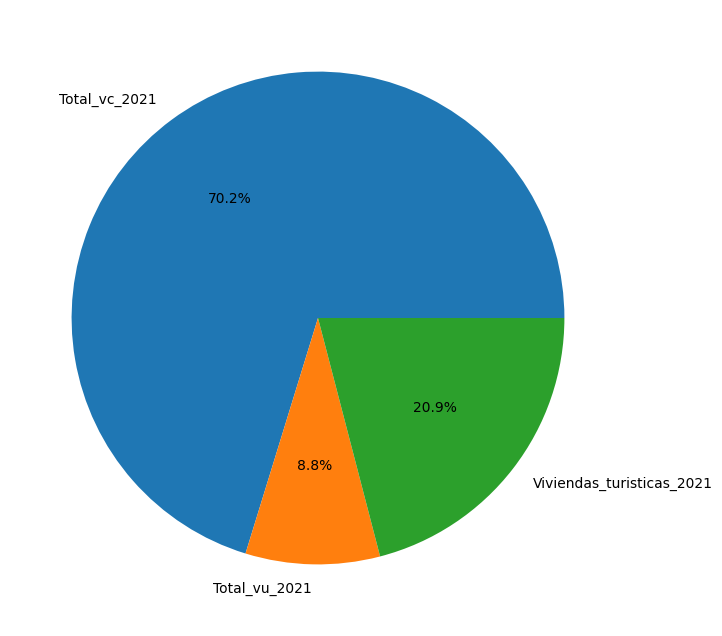 Total_vc_2021
70.2%
20.9%
8.8%
Viviendas_turisticas_2021
Total_vu_2021